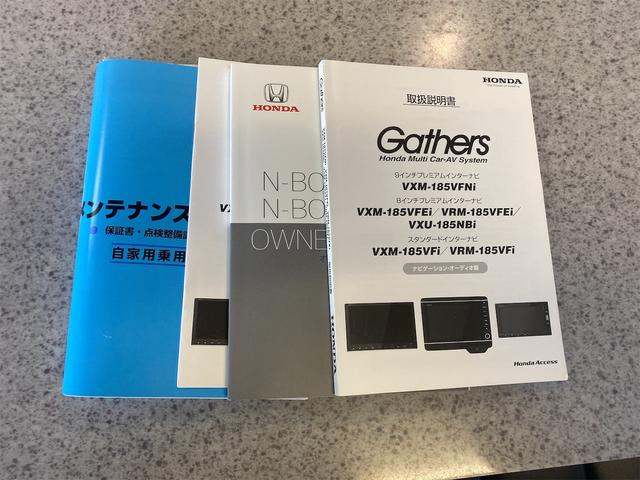 メンテナンス
保証書・点検整備
自家用乗用
HONDA
N-BO
N-BO
OWNE
Gathers
HONDA
取扱説明書
Gathers
Honda Multi Car-AV System
9インチプレミアムインターナビ
VXM-185VFNi
8インチプレミアムインターナビ
VXM-185VFEi/VRM-185VFEi/
VXU-185NBi
スタンダードインターナビ
VXM-185VFi/VRM-185VFi
ナビゲーション・オーディオ編
Honda Access